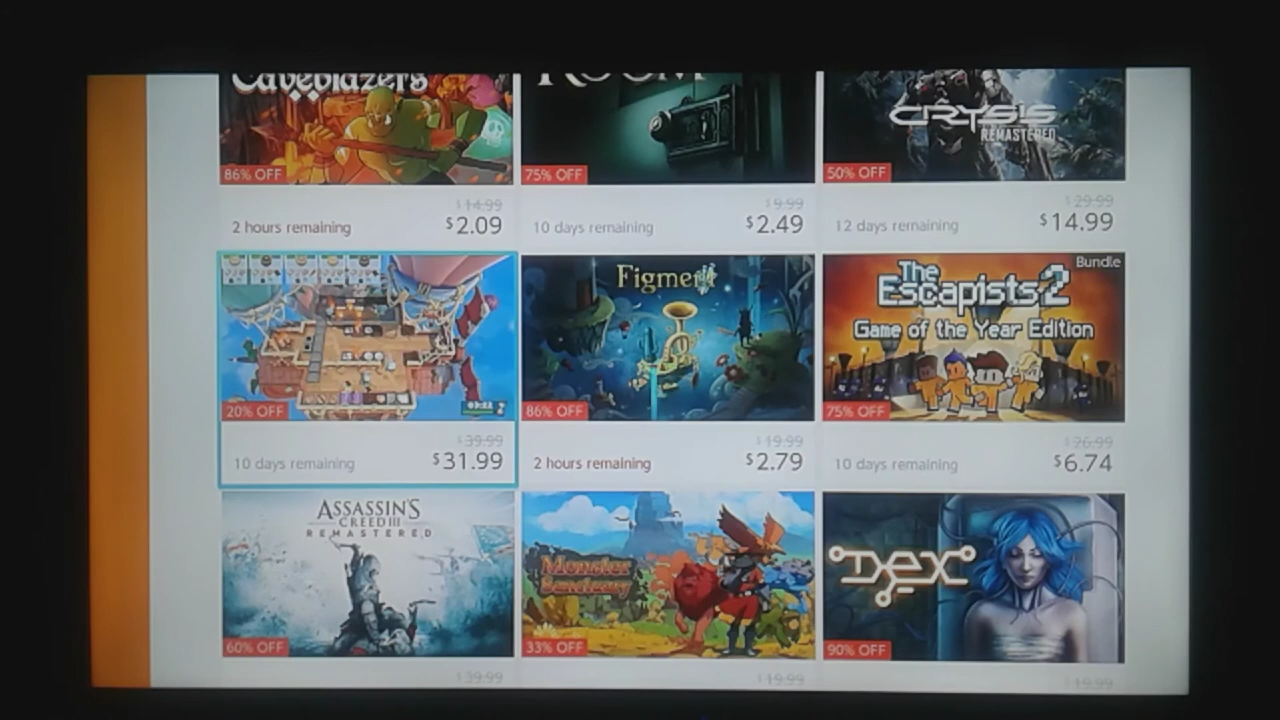 Caveblazers
ROOM
CRYSIS
REMASTERED
86% OFF
75% OFF
50% OFF
$14.99
$9.99
$29.99
2 hours remaining
$2.09
10 days remaining
$2.49
12 days remaining
$14.99
Figment
Bundle
The
Escapists 2
Game of the Year Edition
20% OFF
86% OFF
75% OFF
$39.99
$19.99
$26.99
10 days remaining
$31.99
2 hours remaining
$2.79
10 days remaining
$6.74
ASSASSIN'S
CREED III
REMASTERED
Monster
Sanctuary
DEX
60% OFF
33% OFF
90% OFF
$39.99
$19.99
$19.99